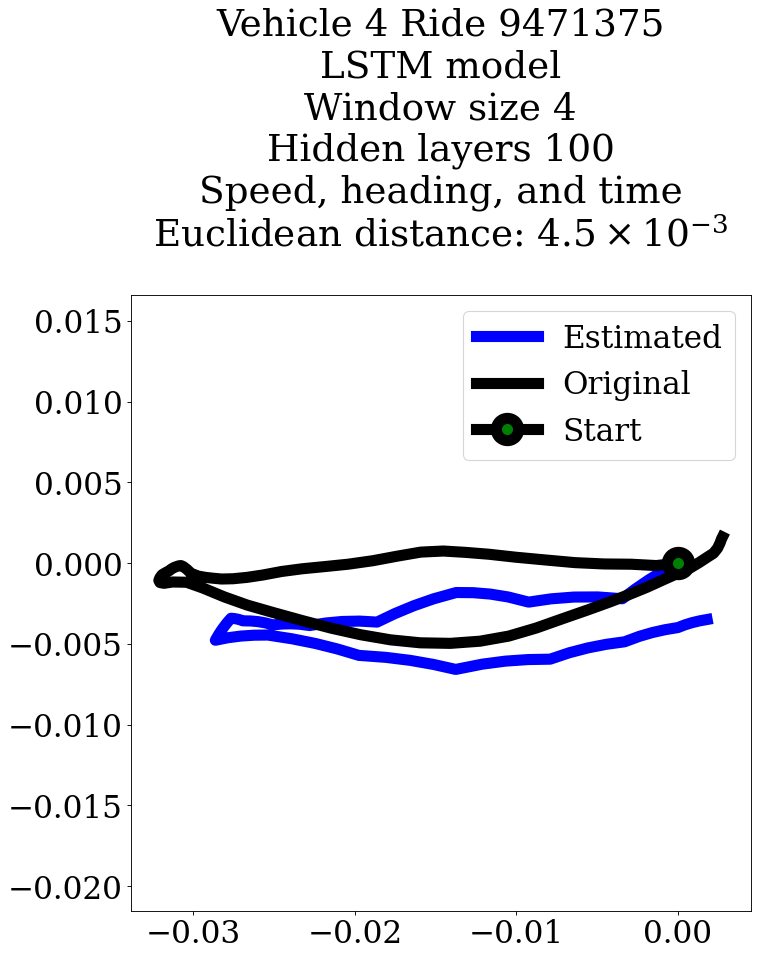 Vehicle 4 Ride 9471375
LSTM model
Window size 4
Hidden layers 100
Speed, heading, and time
Euclidean distance: 4.5 × 10⁻³
Estimated
Original
Start
0.015
0.010
0.005
0.000
−0.005
−0.010
−0.015
−0.020
−0.03 −0.02 −0.01 0.00